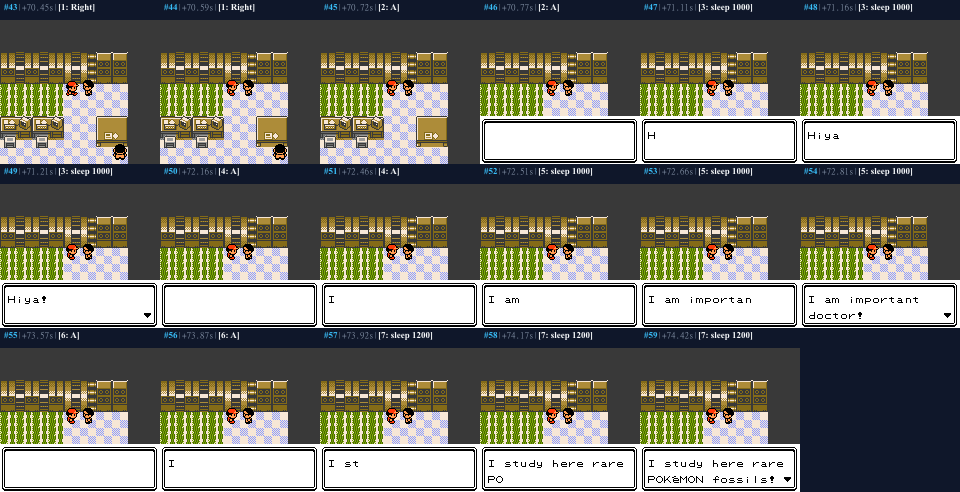 #43|+70.45s|[1: Right]
#44|+70.59s|[1: Right]
#45|+70.72s|[2: A]
#46|+70.77s|[2: A]
#47|+71.11s|[3: sleep 1000]
#48|+71.16s|[3: sleep 1000]
H
Hiya
#49|+71.21s|[3: sleep 1000]
#50|+72.16s|[4: A]
#51|+72.46s|[4: A]
#52|+72.51s|[5: sleep 1000]
#53|+72.66s|[5: sleep 1000]
#54|+72.81s|[5: sleep 1000]
Hiya!
I
I am
I am importan
I am important
doctor!
#55|+73.57s|[6: A]
#56|+73.87s|[6: A]
#57|+73.92s|[7: sleep 1200]
#58|+74.17s|[7: sleep 1200]
#59|+74.42s|[7: sleep 1200]
I
I st
I study here rare
PO
I study here rare
POKéMON fossils!